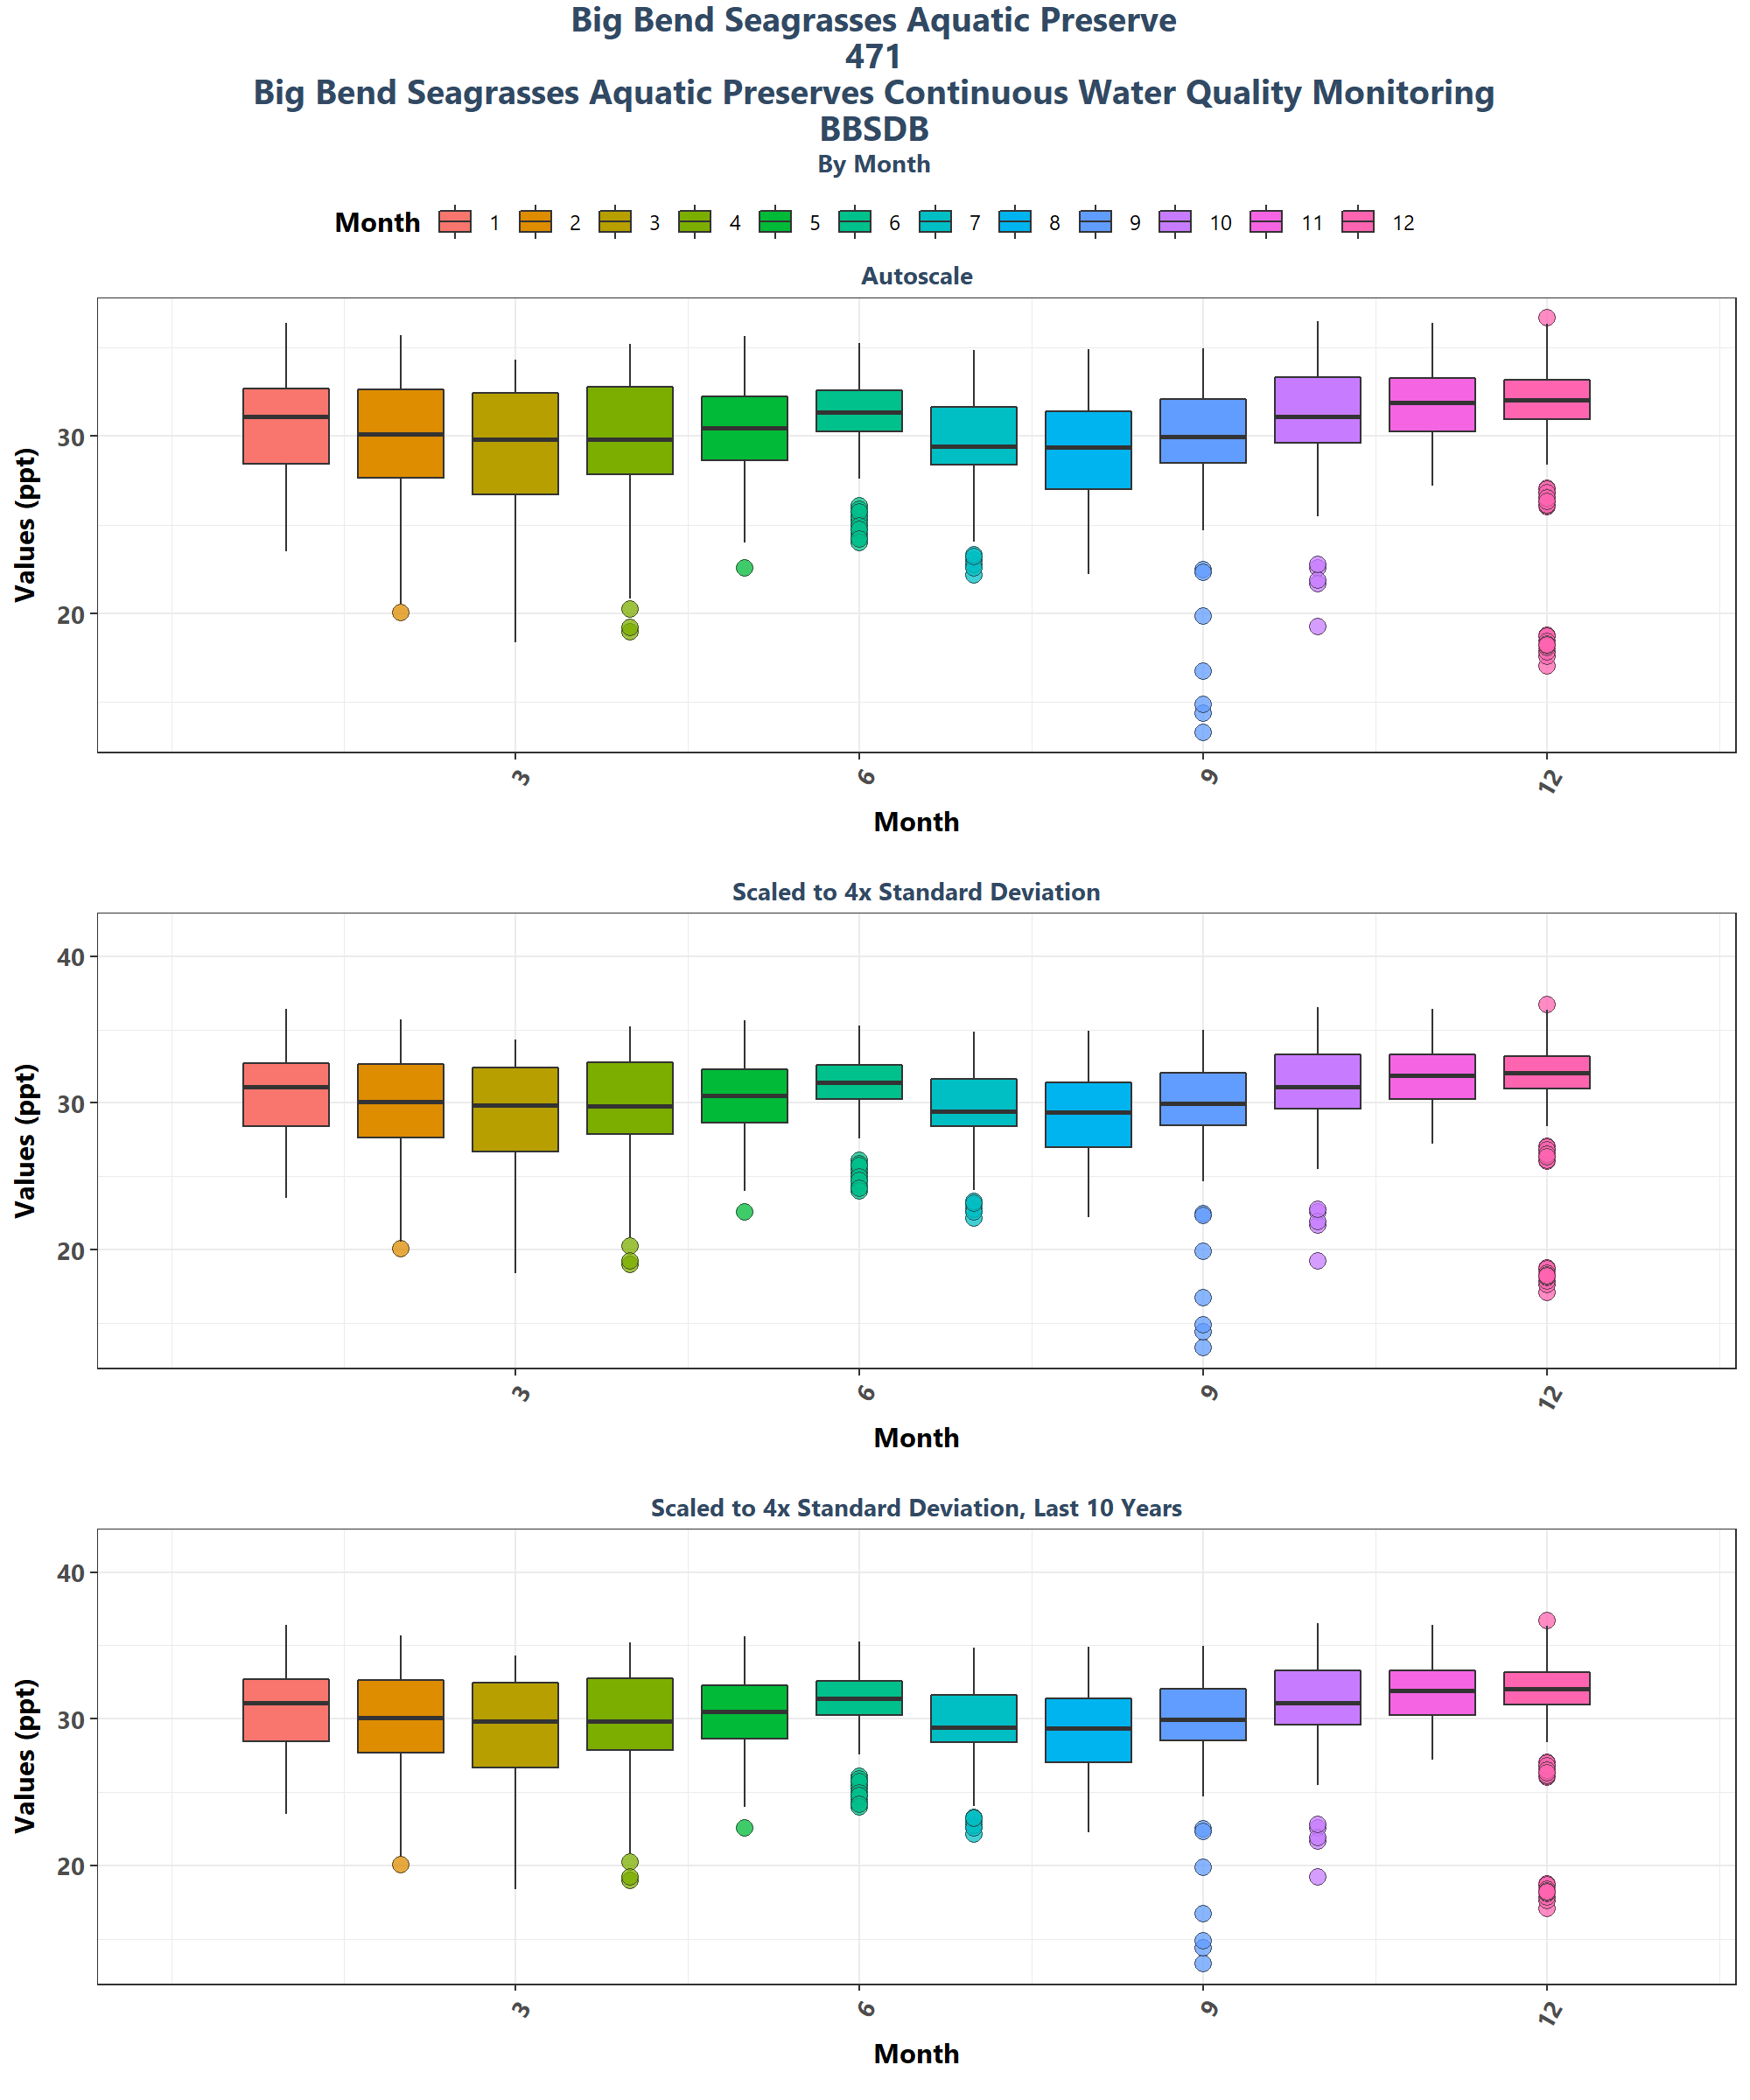 Big Bend Seagrasses Aquatic Preserve
471
Big Bend Seagrasses Aquatic Preserves Continuous Water Quality Monitoring
BBSDB
By Month
Month 1 2 3 4 5 6 7 8 9 10 11 12
Autoscale
Values (ppt)
30
20
3 6 9 12
Month
Scaled to 4x Standard Deviation
Values (ppt)
40
30
20
3 6 9 12
Month
Scaled to 4x Standard Deviation, Last 10 Years
Values (ppt)
40
30
20
3 6 9 12
Month